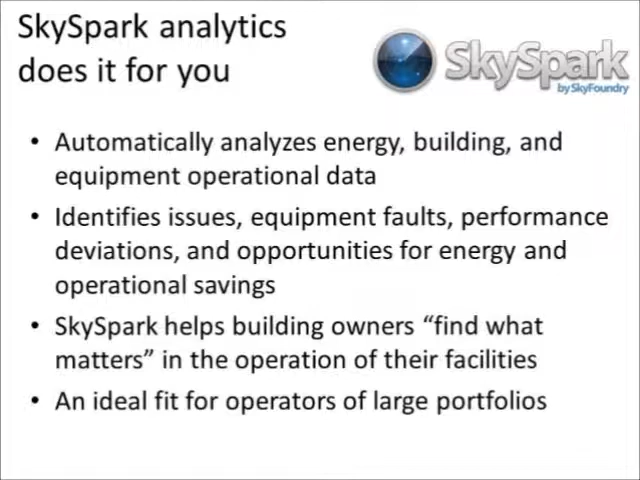 SkySpark analytics
does it for you
SkySpark
by SkyFoundry
• Automatically analyzes energy, building, and
equipment operational data
• Identifies issues, equipment faults, performance
deviations, and opportunities for energy and
operational savings
• SkySpark helps building owners “find what
matters” in the operation of their facilities
• An ideal fit for operators of large portfolios